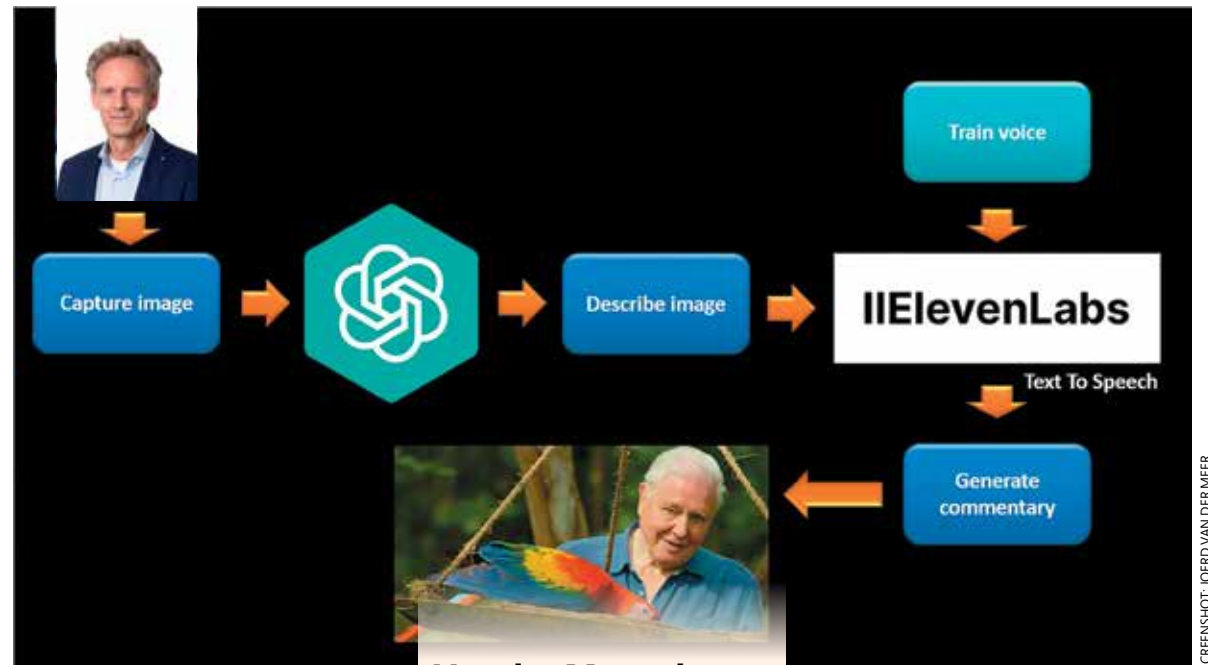 Train voice
Capture image
Describe image
IIElevenLabs
Text To Speech
Generate
commentary
CREENSHOT: JOERD VAN DER MEER